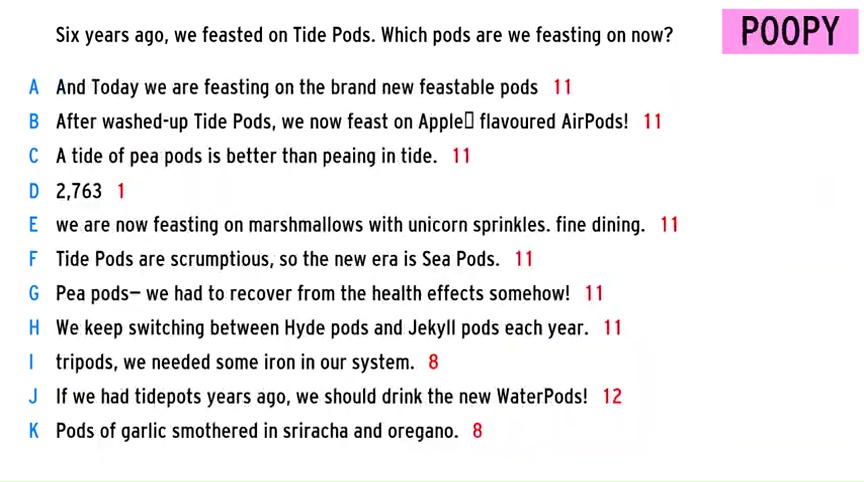 Six years ago, we feasted on Tide Pods. Which pods are we feasting on now?
POOPY
A And Today we are feasting on the brand new feastable pods 11
B After washed-up Tide Pods, we now feast on Apple▯ flavoured AirPods! 11
C A tide of pea pods is better than peaing in tide. 11
D 2,763 1
E we are now feasting on marshmallows with unicorn sprinkles. fine dining. 11
F Tide Pods are scrumptious, so the new era is Sea Pods. 11
G Pea pods— we had to recover from the health effects somehow! 11
H We keep switching between Hyde pods and Jekyll pods each year. 11
I tripods, we needed some iron in our system. 8
J If we had tidepots years ago, we should drink the new WaterPods! 12
K Pods of garlic smothered in sriracha and oregano. 8